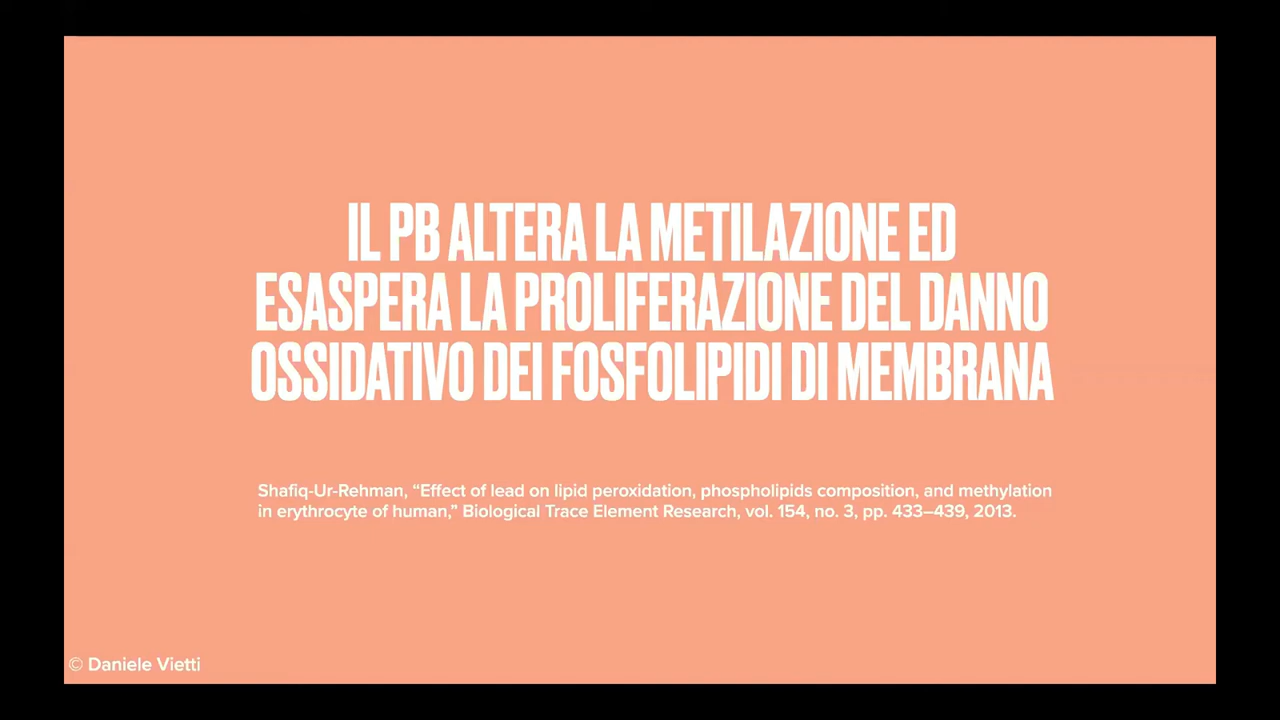 IL PB ALTERA LA METILAZIONE ED
ESASPERA LA PROLIFERAZIONE DEL DANNO
OSSIDATIVO DEI FOSFOLIPIDI DI MEMBRANA
Shafiq-Ur-Rehman, “Effect of lead on lipid peroxidation, phospholipids composition, and methylation
in erythrocyte of human,” Biological Trace Element Research, vol. 154, no. 3, pp. 433–439, 2013.
© Daniele Vietti